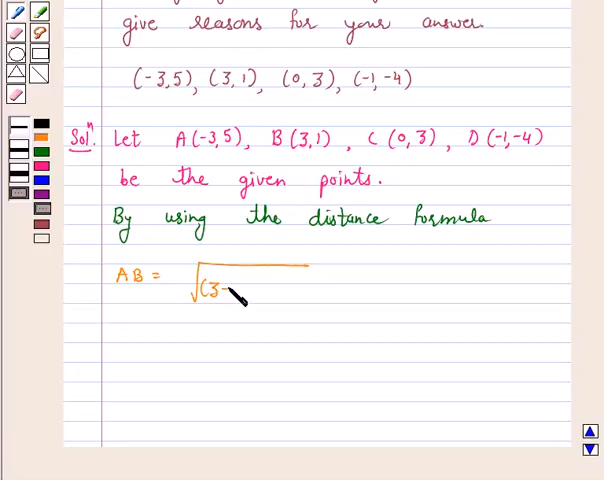 give reasons for your answer.
(-3,5), (3,1), (0,3), (-1,-4)
Solⁿ. Let A(-3,5), B(3,1), C(0,3), D(-1,-4)
be the given points.
By using the distance formula
AB = √(3-